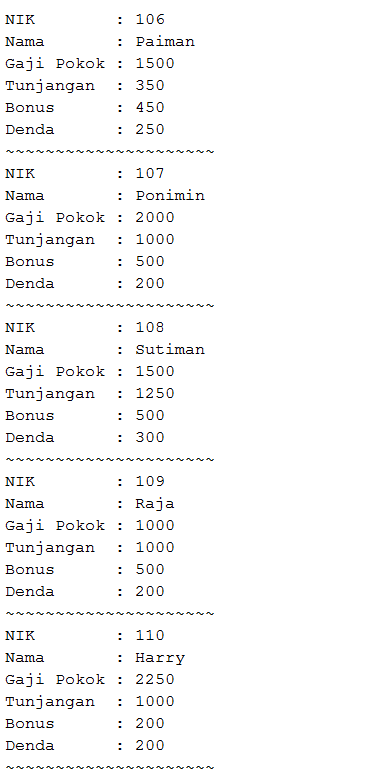 NIK        : 106
Nama       : Paiman
Gaji Pokok : 1500
Tunjangan  : 350
Bonus      : 450
Denda      : 250
~~~~~~~~~~~~~~~~~~~~~
NIK        : 107
Nama       : Ponimin
Gaji Pokok : 2000
Tunjangan  : 1000
Bonus      : 500
Denda      : 200
~~~~~~~~~~~~~~~~~~~~~
NIK        : 108
Nama       : Sutiman
Gaji Pokok : 1500
Tunjangan  : 1250
Bonus      : 500
Denda      : 300
~~~~~~~~~~~~~~~~~~~~~
NIK        : 109
Nama       : Raja
Gaji Pokok : 1000
Tunjangan  : 1000
Bonus      : 500
Denda      : 200
~~~~~~~~~~~~~~~~~~~~~
NIK        : 110
Nama       : Harry
Gaji Pokok : 2250
Tunjangan  : 1000
Bonus      : 200
Denda      : 200
~~~~~~~~~~~~~~~~~~~~~